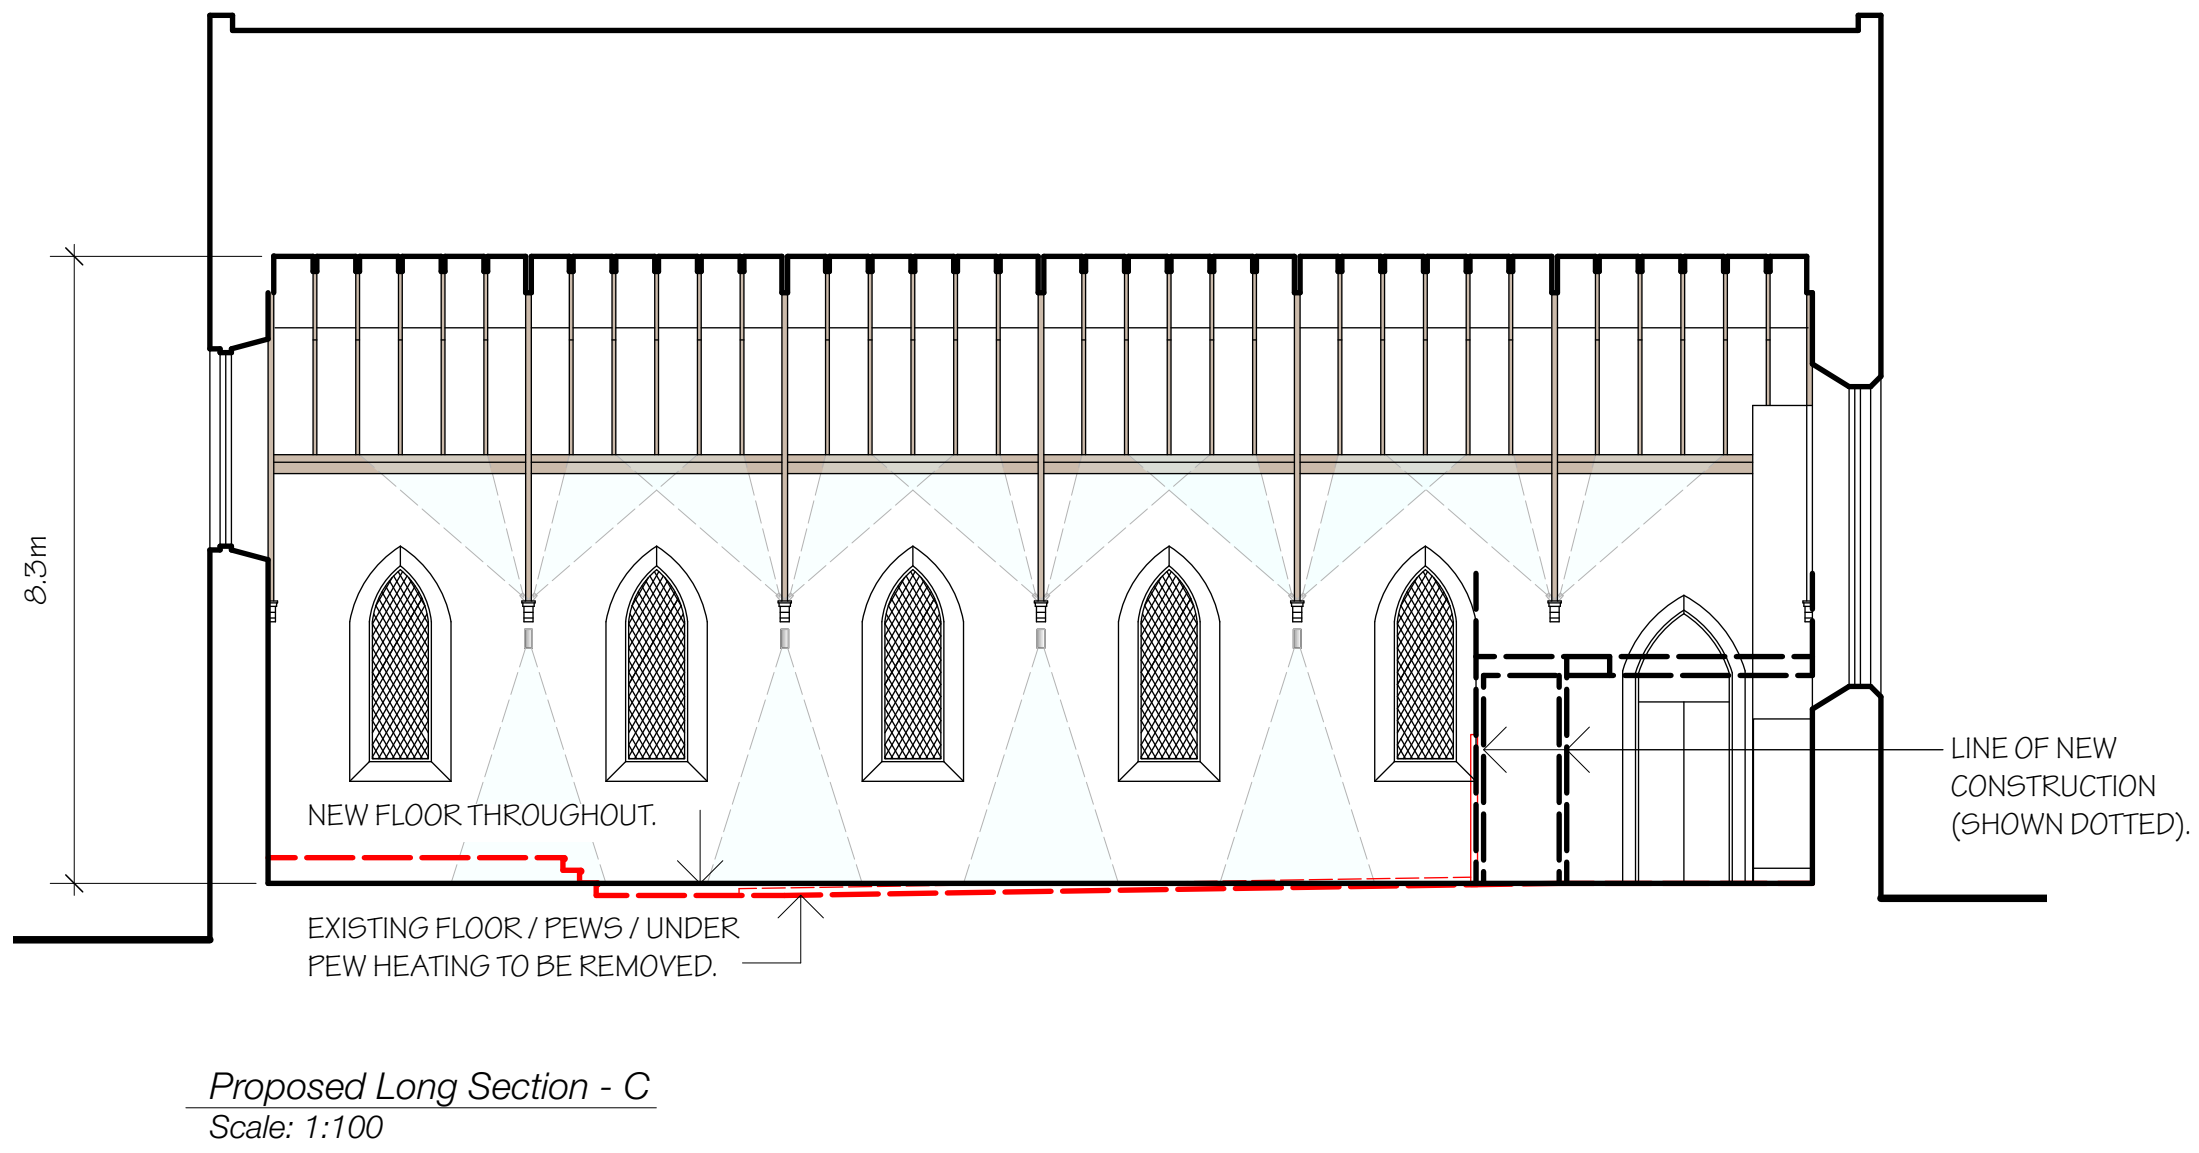 8.3m
NEW FLOOR THROUGHOUT.
LINE OF NEW
CONSTRUCTION
(SHOWN DOTTED).
EXISTING FLOOR / PEWS / UNDER
PEW HEATING TO BE REMOVED.
Proposed Long Section - C
Scale: 1:100